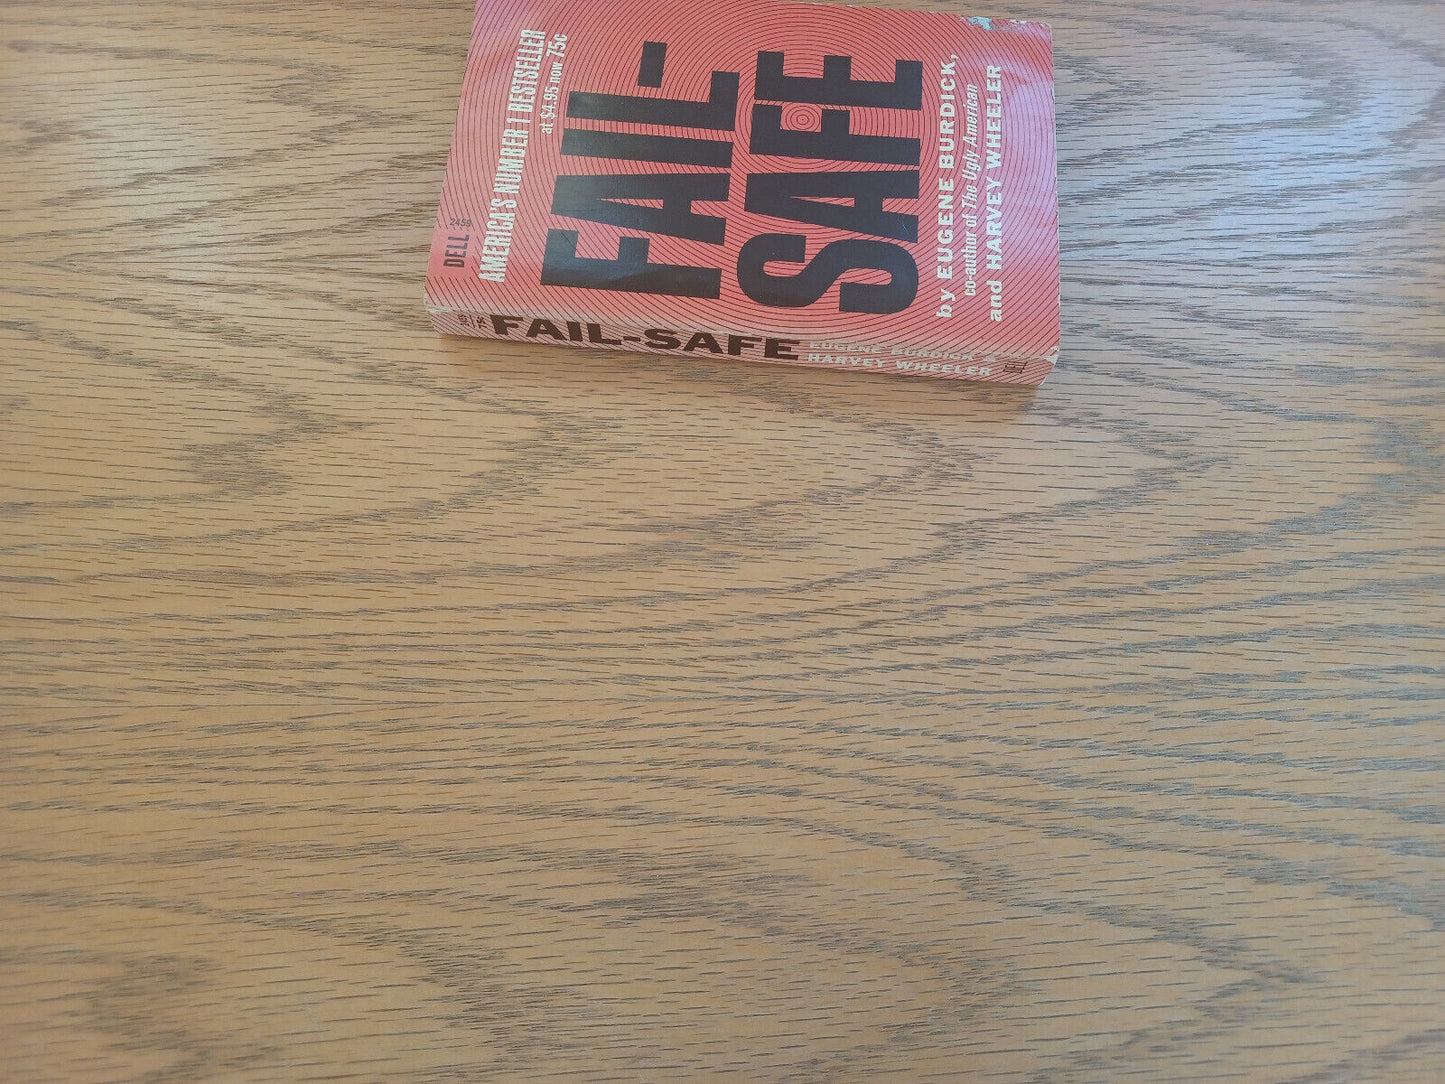 DELL
2459
AMERICA'S NUMBER 1 BESTSELLER
at $4.95 now 75c
FAIL-
SAFE
by EUGENE BURDICK,
co-author of The Ugly American
and HARVEY WHEELER
FAIL-SAFE
EUGENE BURDICK &
HARVEY WHEELER